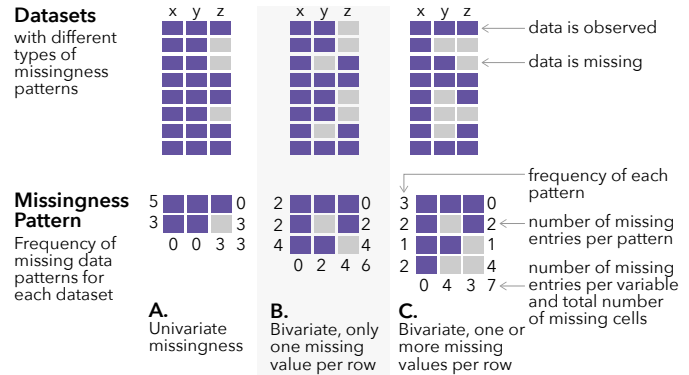 Datasets
with different
types of
missingness
patterns
x y z
x y z
x y z
data is observed
data is missing
Missingness
Pattern
Frequency of
missing data
patterns for
each dataset
5 0
3 3
0 0 3 3
A.
Univariate
missingness
2 0
2 2
4 4
0 2 4 6
B.
Bivariate, only
one missing
value per row
3 0
2 2
1 1
2 4
0 4 3 7
C.
Bivariate, one or
more missing
values per row
frequency of each
pattern
number of missing
entries per pattern
number of missing
entries per variable
and total number
of missing cells